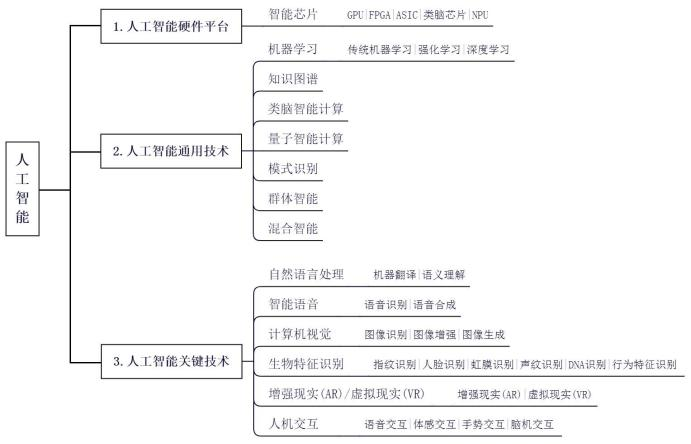 人工智能
1. 人工智能硬件平台
智能芯片 GPU|FPGA|ASIC|类脑芯片|NPU
2. 人工智能通用技术
机器学习 传统机器学习|强化学习|深度学习
知识图谱
类脑智能计算
量子智能计算
模式识别
群体智能
混合智能
3. 人工智能关键技术
自然语言处理 机器翻译|语义理解
智能语音 语音识别|语音合成
计算机视觉 图像识别|图像增强|图像生成
生物特征识别 指纹识别|人脸识别|虹膜识别|声纹识别|DNA识别|行为特征识别
增强现实(AR)/虚拟现实(VR) 增强现实(AR)|虚拟现实(VR)
人机交互 语音交互|体感交互|手势交互|脑机交互